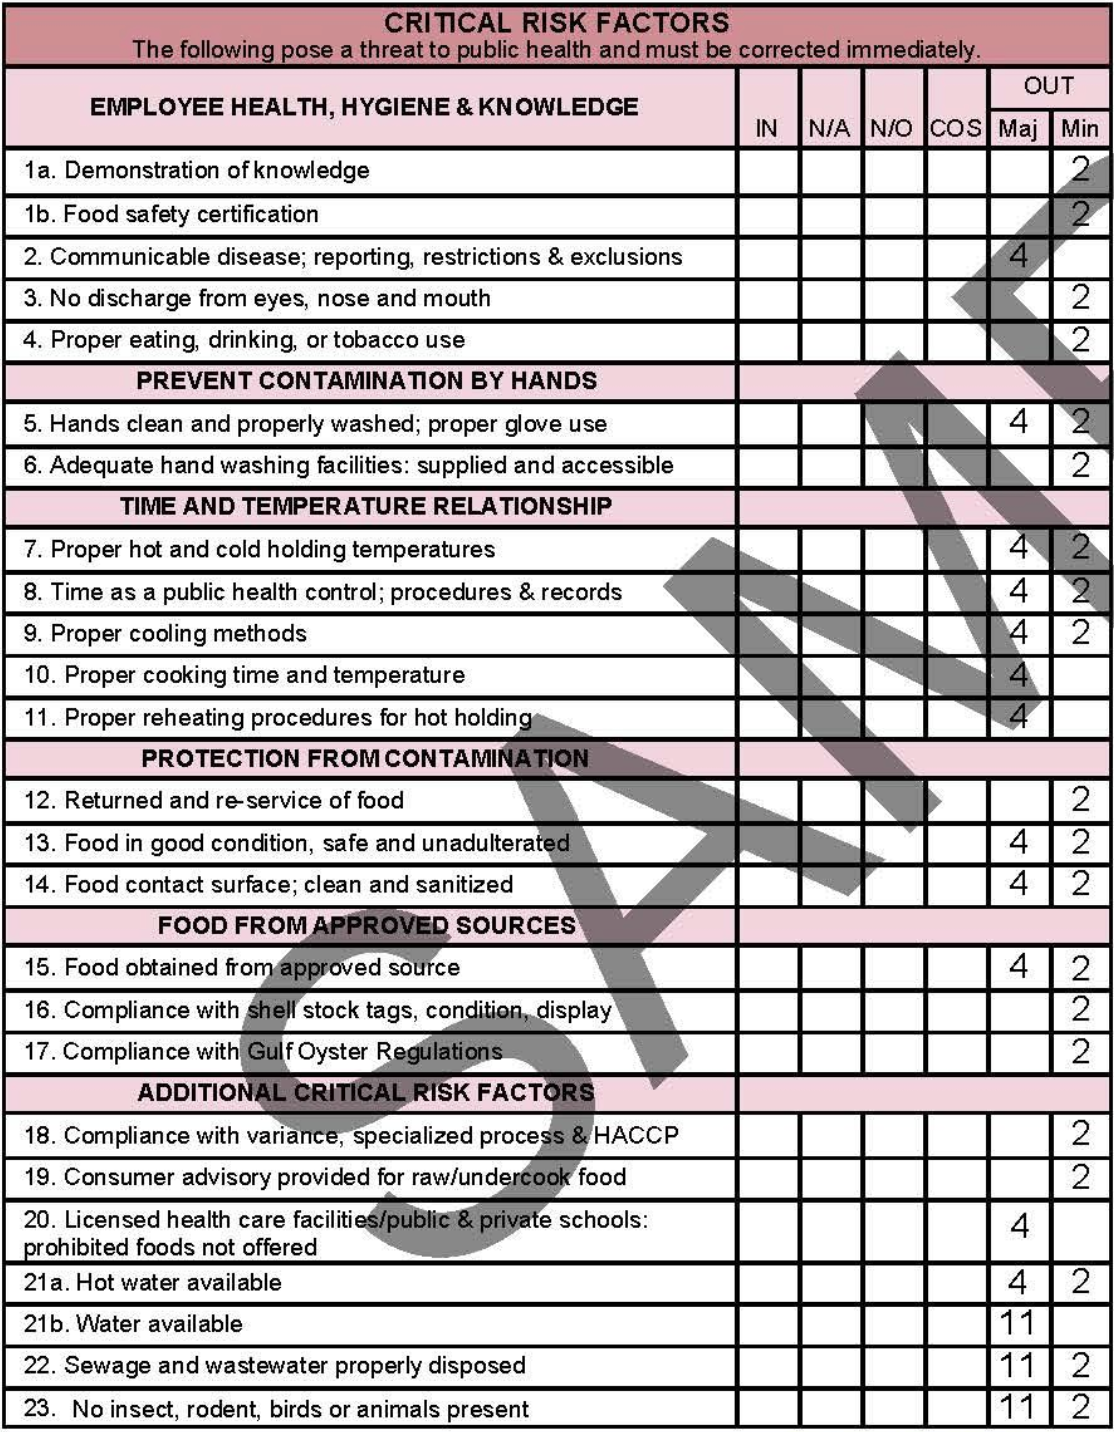 CRITICAL RISK FACTORS
The following pose a threat to public health and must be corrected immediately.
EMPLOYEE HEALTH, HYGIENE & KNOWLEDGE IN N/A N/O COS OUT
Maj Min
1a. Demonstration of knowledge 2
1b. Food safety certification 2
2. Communicable disease; reporting, restrictions & exclusions 4
3. No discharge from eyes, nose and mouth 2
4. Proper eating, drinking, or tobacco use 2
PREVENT CONTAMINATION BY HANDS
5. Hands clean and properly washed; proper glove use 4 2
6. Adequate hand washing facilities: supplied and accessible 2
TIME AND TEMPERATURE RELATIONSHIP
7. Proper hot and cold holding temperatures 4 2
8. Time as a public health control; procedures & records 4 2
9. Proper cooling methods 4 2
10. Proper cooking time and temperature 4
11. Proper reheating procedures for hot holding 4
PROTECTION FROM CONTAMINATION
12. Returned and re-service of food 2
13. Food in good condition, safe and unadulterated 4 2
14. Food contact surface; clean and sanitized 4 2
FOOD FROM APPROVED SOURCES
15. Food obtained from approved source 4 2
16. Compliance with shell stock tags, condition, display 2
17. Compliance with Gulf Oyster Regulations 2
ADDITIONAL CRITICAL RISK FACTORS
18. Compliance with variance, specialized process & HACCP 2
19. Consumer advisory provided for raw/undercook food 2
20. Licensed health care facilities/public & private schools:
prohibited foods not offered 4
21a. Hot water available 4 2
21b. Water available 11
22. Sewage and wastewater properly disposed 11 2
23. No insect, rodent, birds or animals present 11 2